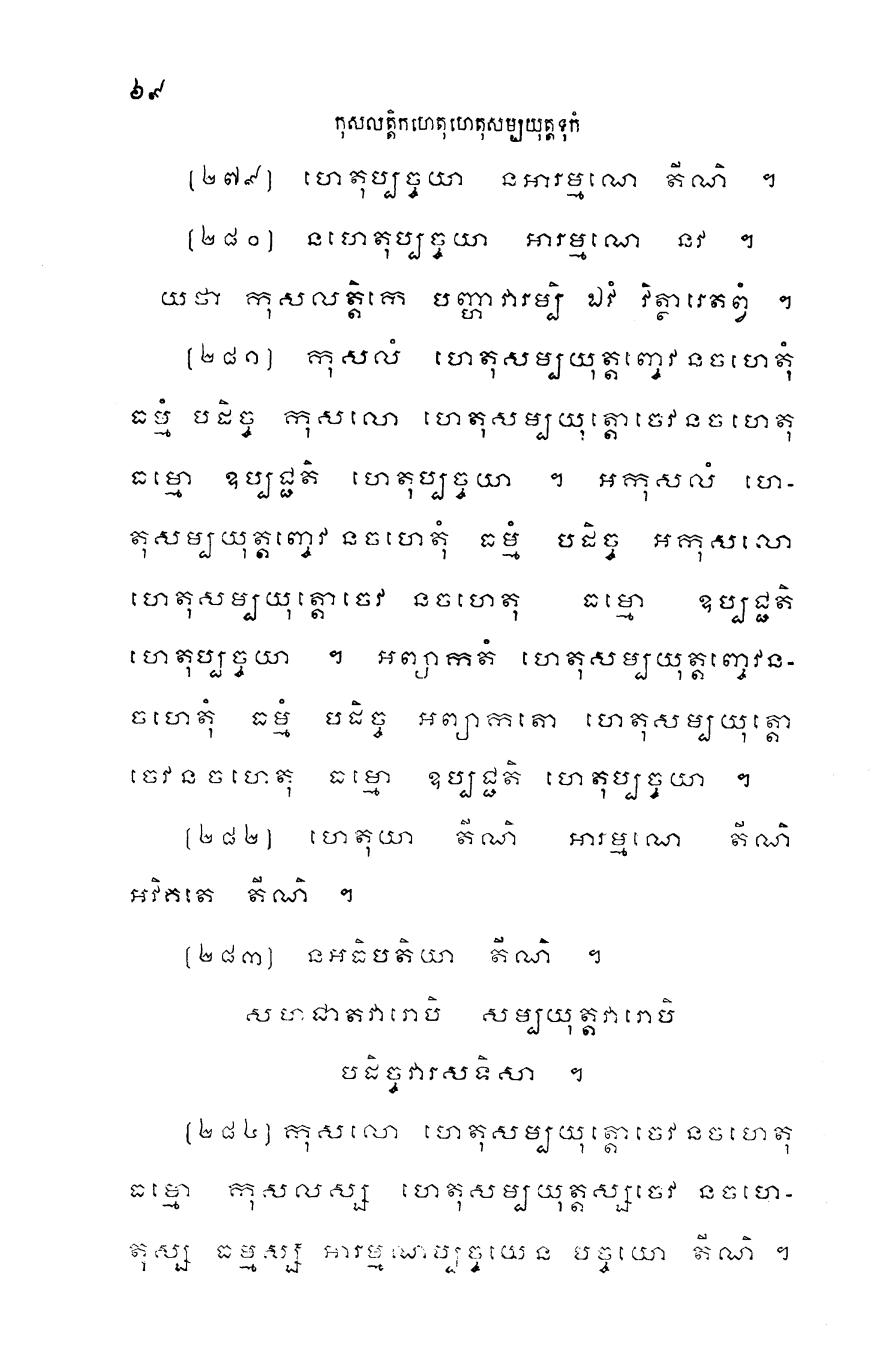 ៦៩
កុសលត្តិកហេតុហេតុសម្បយុត្តទុកំ
[២៧៩] ហេតុប្បច្ចយា នអារម្មណេ តីណិ ។
[២៨០] នហេតុប្បច្ចយា អារម្មណេ នវ ។
យថា កុសលត្តិកេ បញ្ហាវារម្បិ ឯវំ វិត្ថារេតព្វំ ។
[២៨១] កុសលំ ហេតុសម្បយុត្តញ្ចេវនចហេតុំ
ធម្មំ បដិច្ច កុសលោ ហេតុសម្បយុត្តោចេវនចហេតុ
ធម្មោ ឧប្បជ្ជតិ ហេតុប្បច្ចយា ។ អកុសលំ ហេ-
តុសម្បយុត្តញ្ចេវនចហេតុំ ធម្មំ បដិច្ច អកុសលោ
ហេតុសម្បយុត្តោចេវ នចហេតុ ធម្មោ ឧប្បជ្ជតិ
ហេតុប្បច្ចយា ។ អព្យាកតំ ហេតុសម្បយុត្តញ្ចេវន-
ចហេតុំ ធម្មំ បដិច្ច អព្យាកតោ ហេតុសម្បយុត្តោ
ចេវនចហេតុ ធម្មោ ឧប្បជ្ជតិ ហេតុប្បច្ចយា ។
[២៨២] ហេតុយា តីណិ អារម្មណេ តីណិ
អវិគតេ តីណិ ។
[២៨៣] នអធិបតិយា តីណិ ។
សហជាតវារោបិ សម្បយុត្តវារោបិ
បដិច្ចវារសទិសា ។
[២៨៤] កុសលោ ហេតុសម្បយុត្តោចេវនចហេតុ
ធម្មោ កុសលស្ស ហេតុសម្បយុត្តស្សចេវ នចហេ-
តុស្ស ធម្មស្ស អារម្មណប្បច្ចយេន បច្ចយោ តីណិ ។